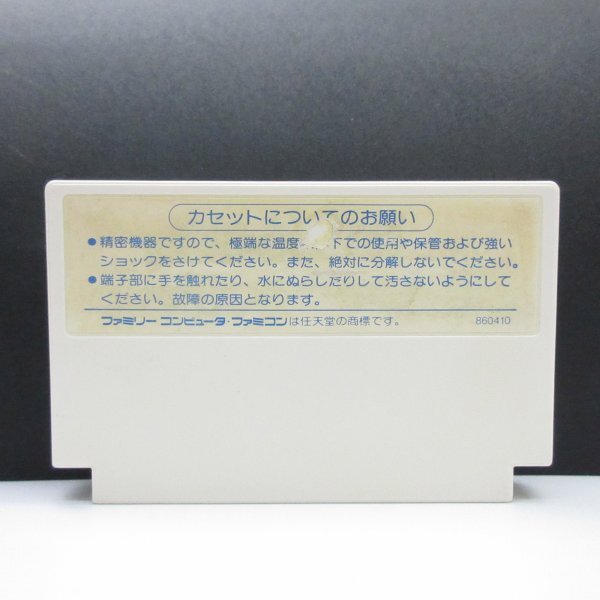 カセットについてのお願い
●精密機器ですので、極端な温度 下での使用や保管および強い
ショックをさけてください。また、絶対に分解しないでください。
●端子部に手を触れたり、水にぬらしたりして汚さないようにして
ください。故障の原因となります。
ファミリーコンピュータ・ファミコンは任天堂の商標です。 860410